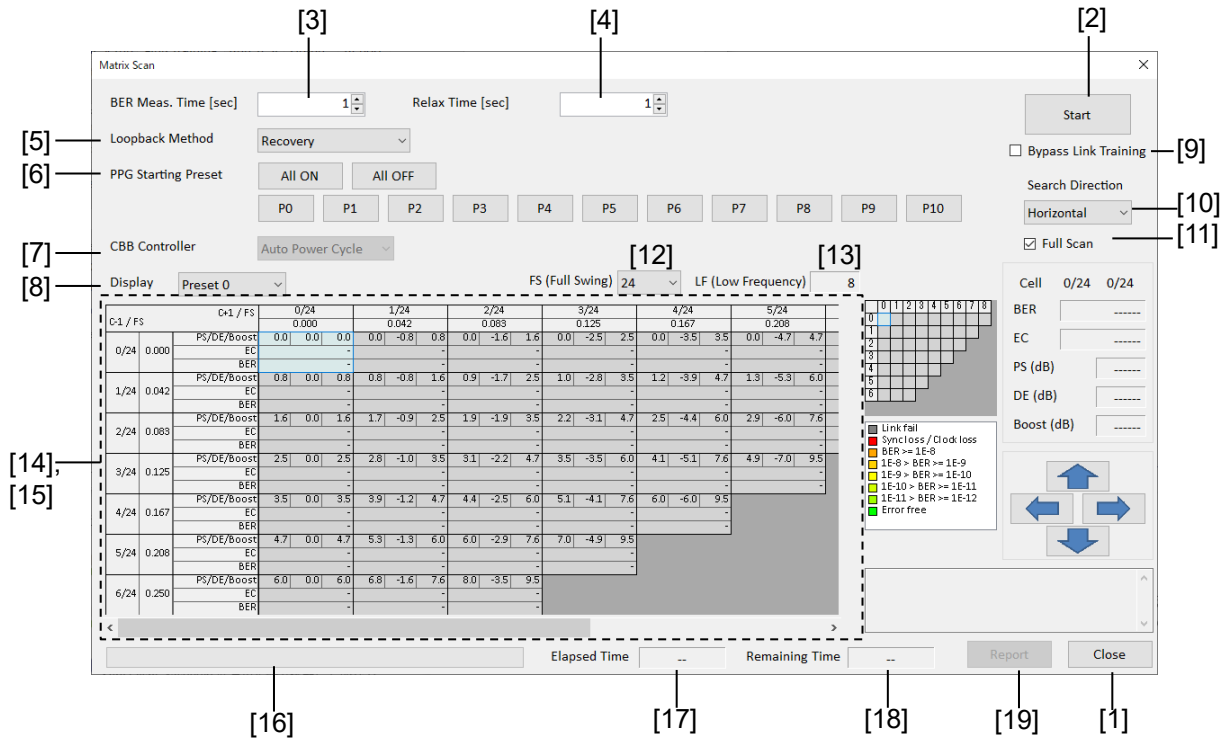 [3] [4] [2]
Matrix Scan ×
BER Meas. Time [sec] 1 Relax Time [sec] 1 Start
[5] Loopback Method Recovery Bypass Link Training [9]
[6] PPG Starting Preset All ON All OFF Search Direction
P0 P1 P2 P3 P4 P5 P6 P7 P8 P9 P10 Horizontal [10]
[7] CBB Controller Auto Power Cycle [12] [13] Full Scan [11]
[8] Display Preset 0 FS (Full Swing) 24 LF (Low Frequency) 8
C+1 / FS 0/24 1/24 2/24 3/24 4/24 5/24
C-1 / FS 0.000 0.042 0.083 0.125 0.167 0.208
PS/DE/Boost 0.0 0.0 0.0 0.0 -0.8 0.8 0.0 -1.6 1.6 0.0 -2.5 2.5 0.0 -3.5 3.5 0.0 -4.7 4.7
0/24 0.000 EC - - - - - -
BER - - - - - -
PS/DE/Boost 0.8 0.0 0.8 0.8 -0.8 1.6 0.9 -1.7 2.5 1.0 -2.8 3.5 1.2 -3.9 4.7 1.3 -5.3 6.0
1/24 0.042 EC - - - - - -
BER - - - - - -
PS/DE/Boost 1.6 0.0 1.6 1.7 -0.9 2.5 1.9 -1.9 3.5 2.2 -3.1 4.7 2.5 -4.4 6.0 2.9 -6.0 7.6
2/24 0.083 EC - - - - - -
BER - - - - - -
PS/DE/Boost 2.5 0.0 2.5 2.8 -1.0 3.5 3.1 -2.2 4.7 3.5 -3.5 6.0 4.1 -5.1 7.6 4.9 -7.0 9.5
3/24 0.125 EC - - - - - -
BER - - - - - -
PS/DE/Boost 3.5 0.0 3.5 3.9 -1.2 4.7 4.4 -2.5 6.0 5.1 -4.1 7.6 6.0 -6.0 9.5
4/24 0.167 EC - - - - -
BER - - - - -
PS/DE/Boost 4.7 0.0 4.7 5.3 -1.3 6.0 6.0 -2.9 7.6 7.0 -4.9 9.5
5/24 0.208 EC - - - -
BER - - - -
PS/DE/Boost 6.0 0.0 6.0 6.8 -1.6 7.6 8.0 -3.5 9.5
6/24 0.250 EC - - -
BER - - -
[14],
[15]
0 1 2 3 4 5 6 7 8
0
1
2
3
4
5
6
Link fail
Sync loss / Clock loss
BER >= 1E-8
1E-8 > BER >= 1E-9
1E-9 > BER >= 1E-10
1E-10 > BER >= 1E-11
1E-11 > BER >= 1E-12
Error free
Cell 0/24 0/24
BER ------
EC ------
PS (dB) ------
DE (dB) ------
Boost (dB) ------
Elapsed Time -- Remaining Time -- Report Close
[16] [17] [18] [19] [1]